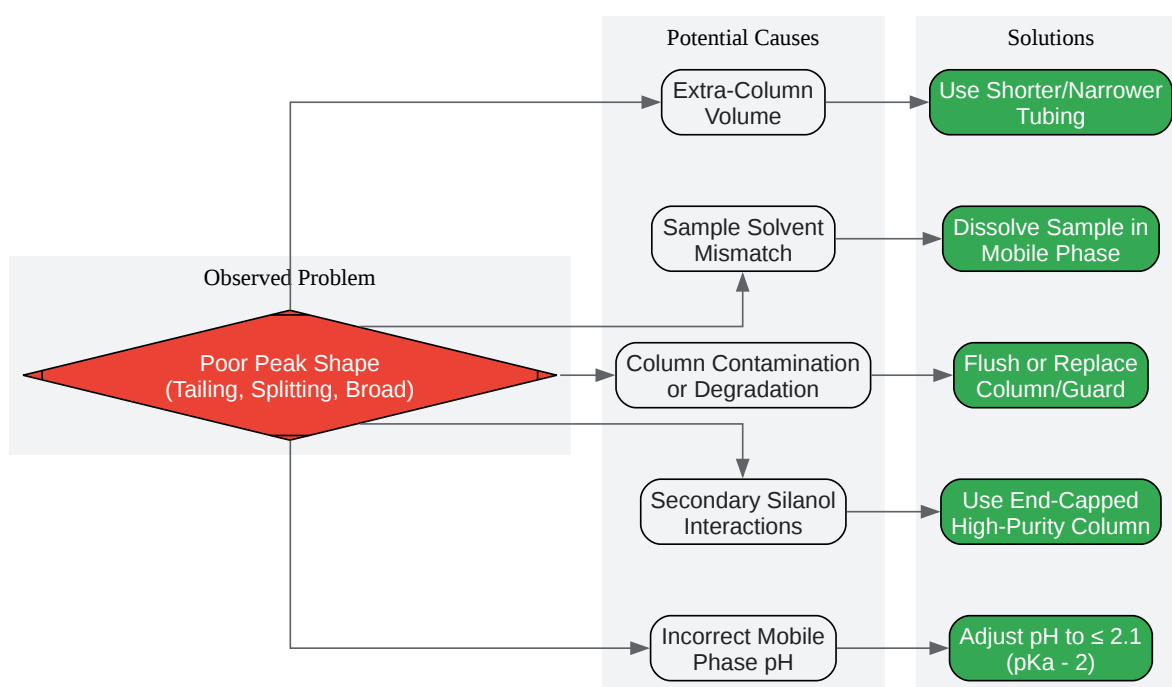 Potential Causes
Solutions
Extra-Column
Volume
Use Shorter/Narrower
Tubing
Sample Solvent
Mismatch
Dissolve Sample in
Mobile Phase
Observed Problem
Poor Peak Shape
(Tailing, Splitting, Broad)
Column Contamination
or Degradation
Flush or Replace
Column/Guard
Secondary Silanol
Interactions
Use End-Capped
High-Purity Column
Incorrect Mobile
Phase pH
Adjust pH to ≤ 2.1
(pKa - 2)